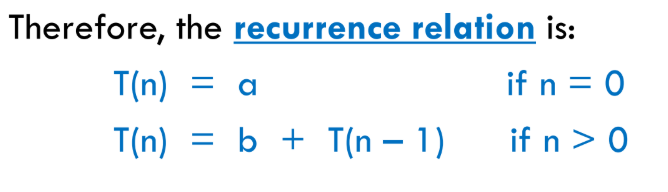 Therefore, the recurrence relation is:
T(n) = a if n = 0
T(n) = b + T(n – 1) if n > 0